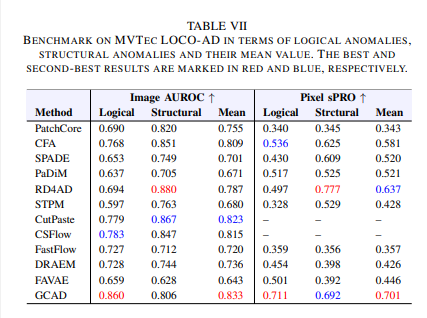 TABLE VII
BENCHMARK ON MVTEC LOCO-AD IN TERMS OF LOGICAL ANOMALIES,
STRUCTURAL ANOMALIES AND THEIR MEAN VALUE. THE BEST AND
SECOND-BEST RESULTS ARE MARKED IN RED AND BLUE, RESPECTIVELY.
Image AUROC ↑ Pixel sPRO ↑
Method Logical Structural Mean Logical Strctural Mean
PatchCore 0.690 0.820 0.755 0.340 0.345 0.343
CFA 0.768 0.851 0.809 0.536 0.625 0.581
SPADE 0.653 0.749 0.701 0.430 0.609 0.520
PaDiM 0.637 0.705 0.671 0.517 0.525 0.521
RD4AD 0.694 0.880 0.787 0.497 0.777 0.637
STPM 0.597 0.763 0.680 0.328 0.529 0.428
CutPaste 0.779 0.867 0.823 – – –
CSFlow 0.783 0.847 0.815 – – –
FastFlow 0.727 0.712 0.720 0.359 0.356 0.357
DRAEM 0.728 0.744 0.736 0.454 0.398 0.426
FAVAE 0.659 0.628 0.643 0.501 0.392 0.446
GCAD 0.860 0.806 0.833 0.711 0.692 0.701